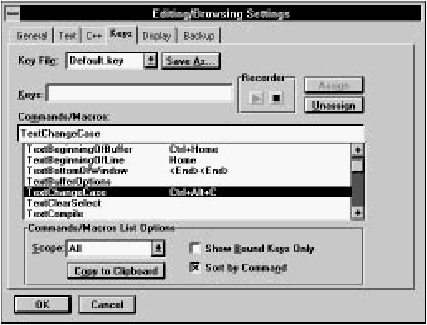 Editing/Browsing Settings
General Text C++ Keys Display Backup
Key File: Default.key Save As...
Recorder
Keys:
Assign
Unassign
Commands/Macros:
TextChangeCase
TextBeginningOfBuffer Ctrl+Home
TextBeginningOfLine Home
TextBottomOfWindow <End><End>
TextBufferOptions
TextChangeCase Ctrl+Alt+C
TextClearSelect
TextCompile
Commands/Macros List Options
Scope: All
Show Bound Keys Only
Copy to Clipboard
Sort by Command
OK Cancel